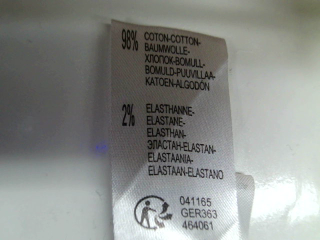 98% COTON-COTTON-
BAUMWOLLE-
ХЛОПОК-BOMULL-
BOMULD-PUUVILLAA-
KATOEN-ALGODÓN
2% ELASTHANNE-
ELASTANE-
ELASTHAN-
ЭЛАСТАН-ELASTAN-
ELASTAANIA-
ELASTAAN-ELASTANO
041165
GER363
464061